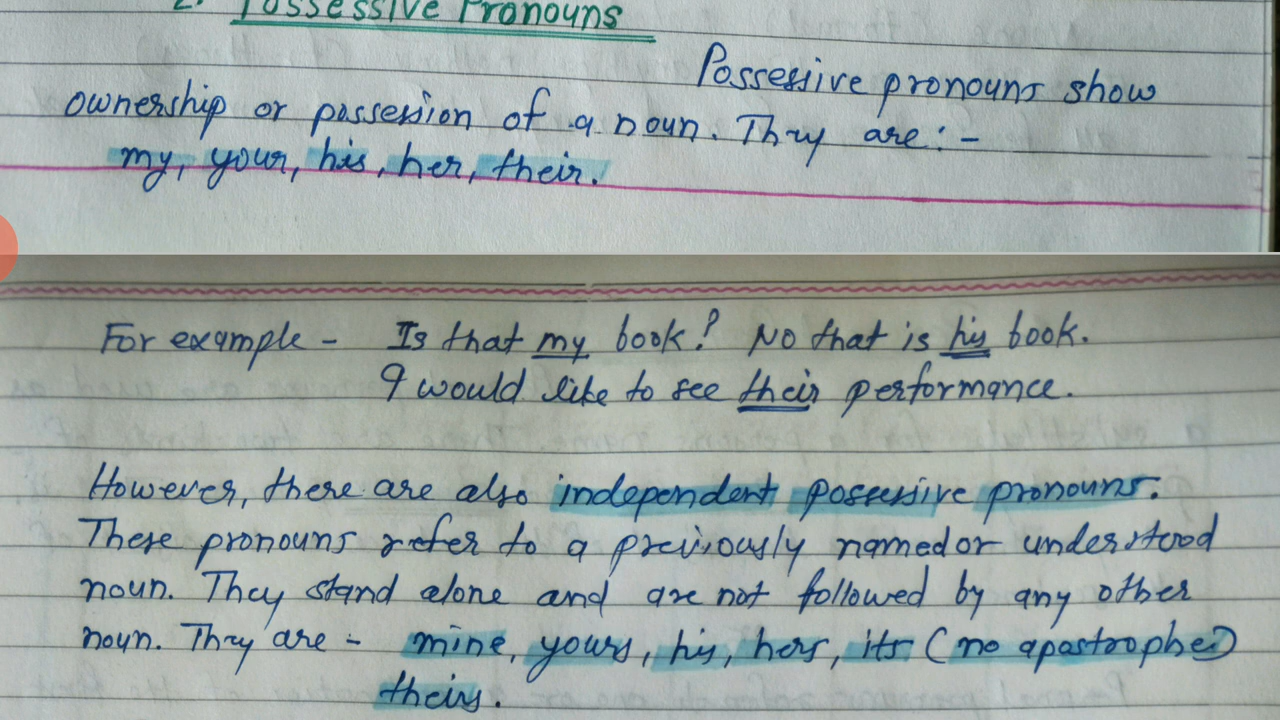 2. Possessive Pronouns
Possessive pronouns show
ownership or possession of a noun. They are:-
my, your, his, her, their.
For example - Is that my book? No that is his book.
I would like to see their performance.
However, there are also independent possessive pronouns.
These pronouns refer to a previously named or understood
noun. They stand alone and are not followed by any other
noun. They are - mine, yours, his, hers, its (no apostrophe)
theirs.